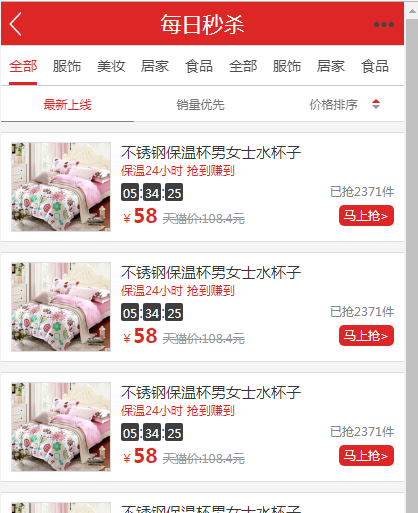 每日秒杀
全部 服饰 美妆 居家 食品 全部 服饰 居家 食品
最新上线 销量优先 价格排序
不锈钢保温杯男女士水杯子
保温24小时 抢到赚到
05:34:25 已抢2371件
￥58 天猫价:108.4元 马上抢>
不锈钢保温杯男女士水杯子
保温24小时 抢到赚到
05:34:25 已抢2371件
￥58 天猫价:108.4元 马上抢>
不锈钢保温杯男女士水杯子
保温24小时 抢到赚到
05:34:25 已抢2371件
￥58 天猫价:108.4元 马上抢>
不锈钢保温杯男女士水杯子